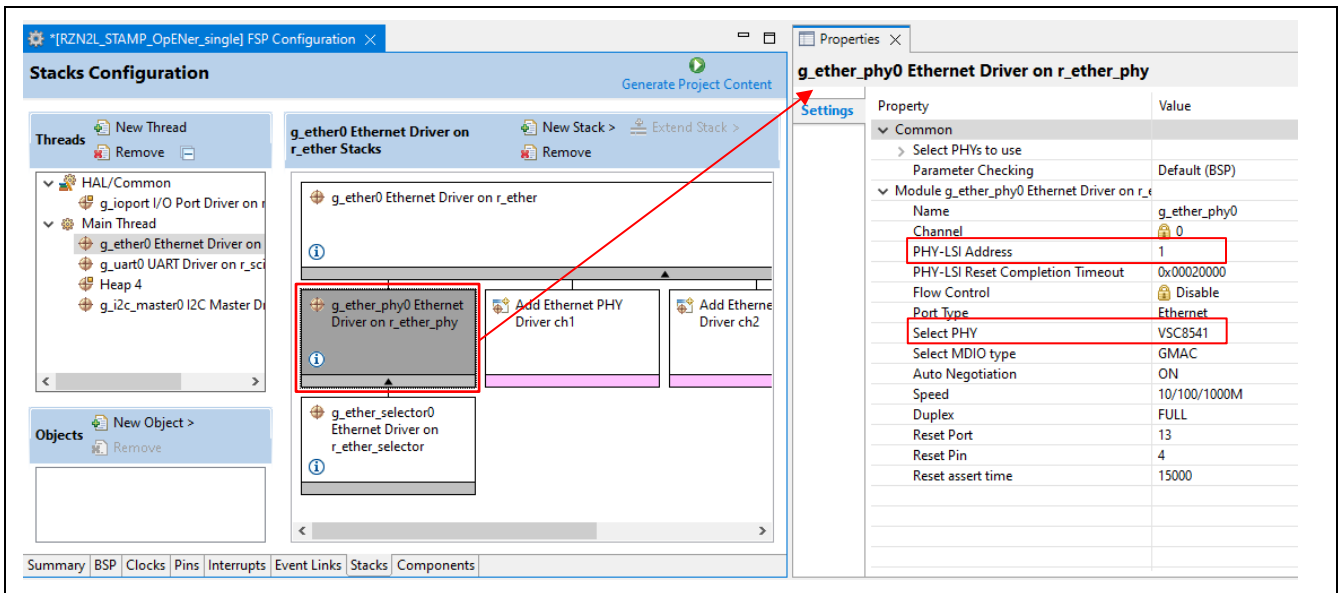 *[RZN2L_STAMP_OpENer_single] FSP Configuration
Stacks Configuration
Generate Project Content
Threads
New Thread
Remove
HAL/Common
g_ioport I/O Port Driver on r
Main Thread
g_ether0 Ethernet Driver on
g_uart0 UART Driver on r_sci
Heap 4
g_i2c_master0 I2C Master Dr
Objects
New Object >
Remove
g_ether0 Ethernet Driver on
r_ether Stacks
New Stack >
Extend Stack >
Remove
g_ether0 Ethernet Driver on r_ether
g_ether_phy0 Ethernet
Driver on r_ether_phy
Add Ethernet PHY
Driver ch1
Add Etherne
Driver ch2
g_ether_selector0
Ethernet Driver on
r_ether_selector
Summary BSP Clocks Pins Interrupts Event Links Stacks Components
Properties
g_ether_phy0 Ethernet Driver on r_ether_phy
Settings
Property Value
Common
Select PHYs to use
Parameter Checking Default (BSP)
Module g_ether_phy0 Ethernet Driver on r_e
Name g_ether_phy0
Channel 0
PHY-LSI Address 1
PHY-LSI Reset Completion Timeout 0x00020000
Flow Control Disable
Port Type Ethernet
Select PHY VSC8541
Select MDIO type GMAC
Auto Negotiation ON
Speed 10/100/1000M
Duplex FULL
Reset Port 13
Reset Pin 4
Reset assert time 15000